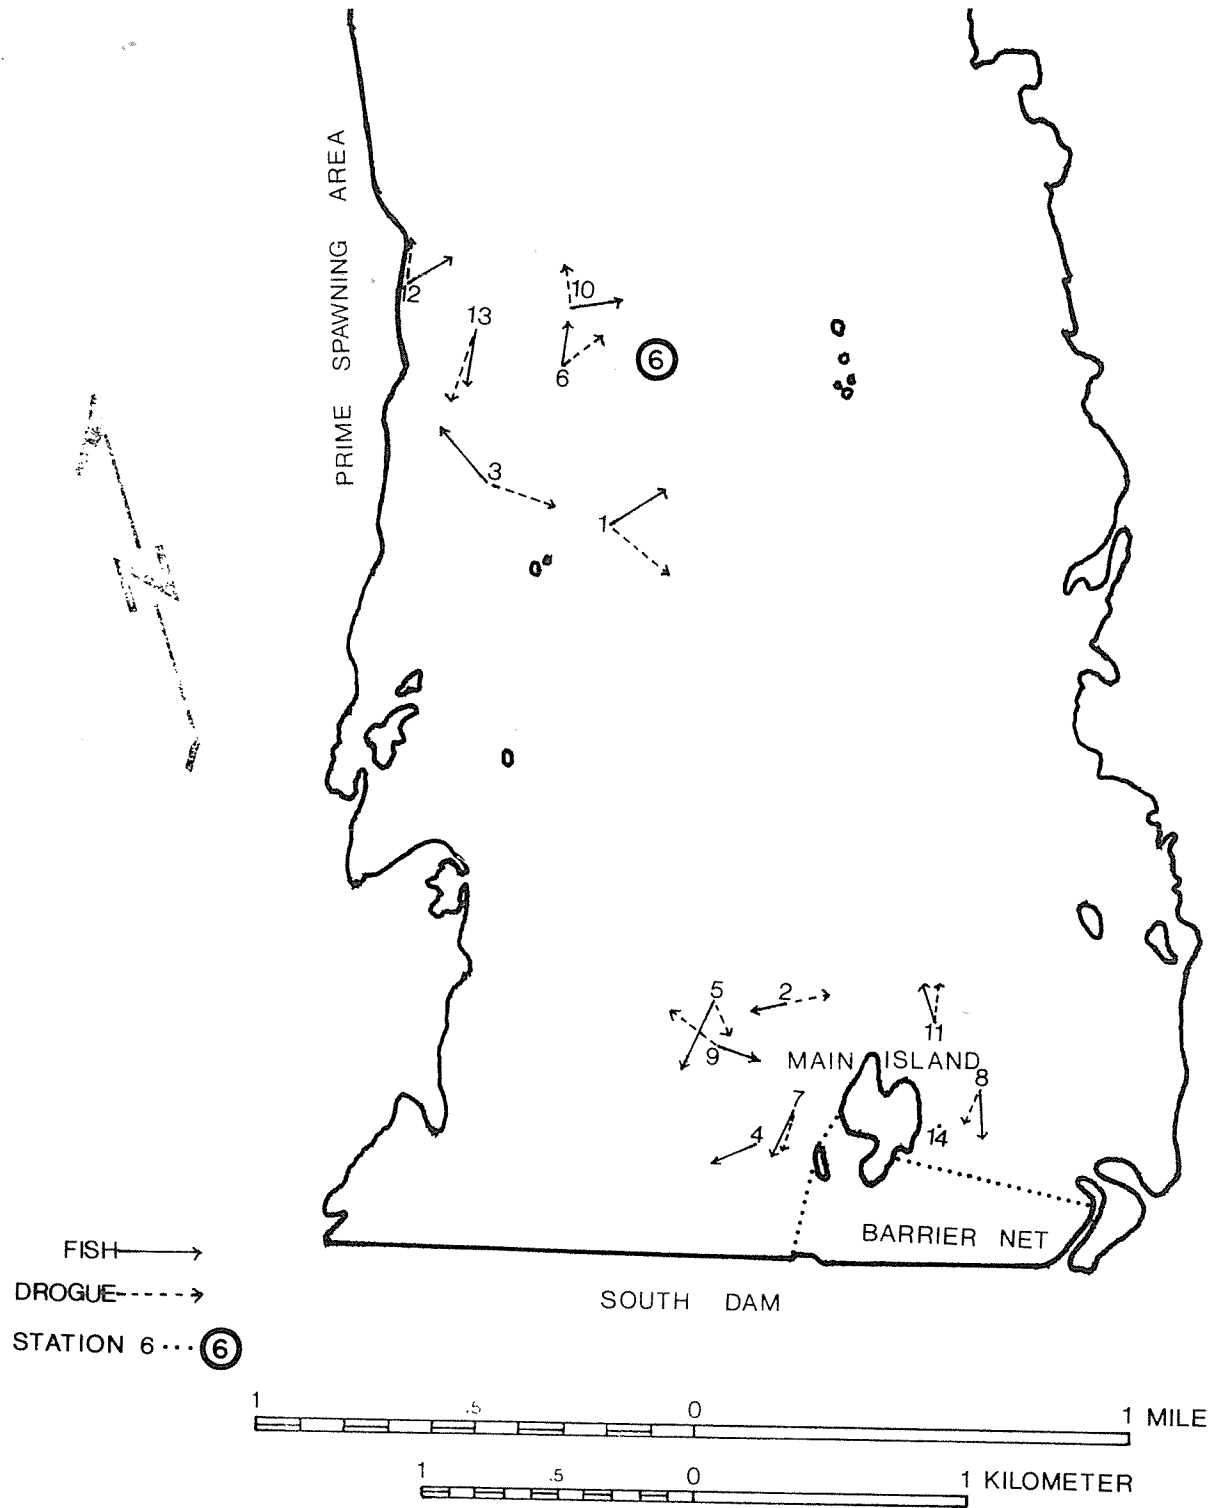 PRIME SPAWNING AREA
12
10
13
6
6
3
1
N
5
2
11
9
MAIN ISLAND
8
7
4
14
BARRIER NET
FISH
DROGUE
SOUTH DAM
STATION 6 ··· 6
1 .5 0 1 MILE
1 .5 0 1 KILOMETER